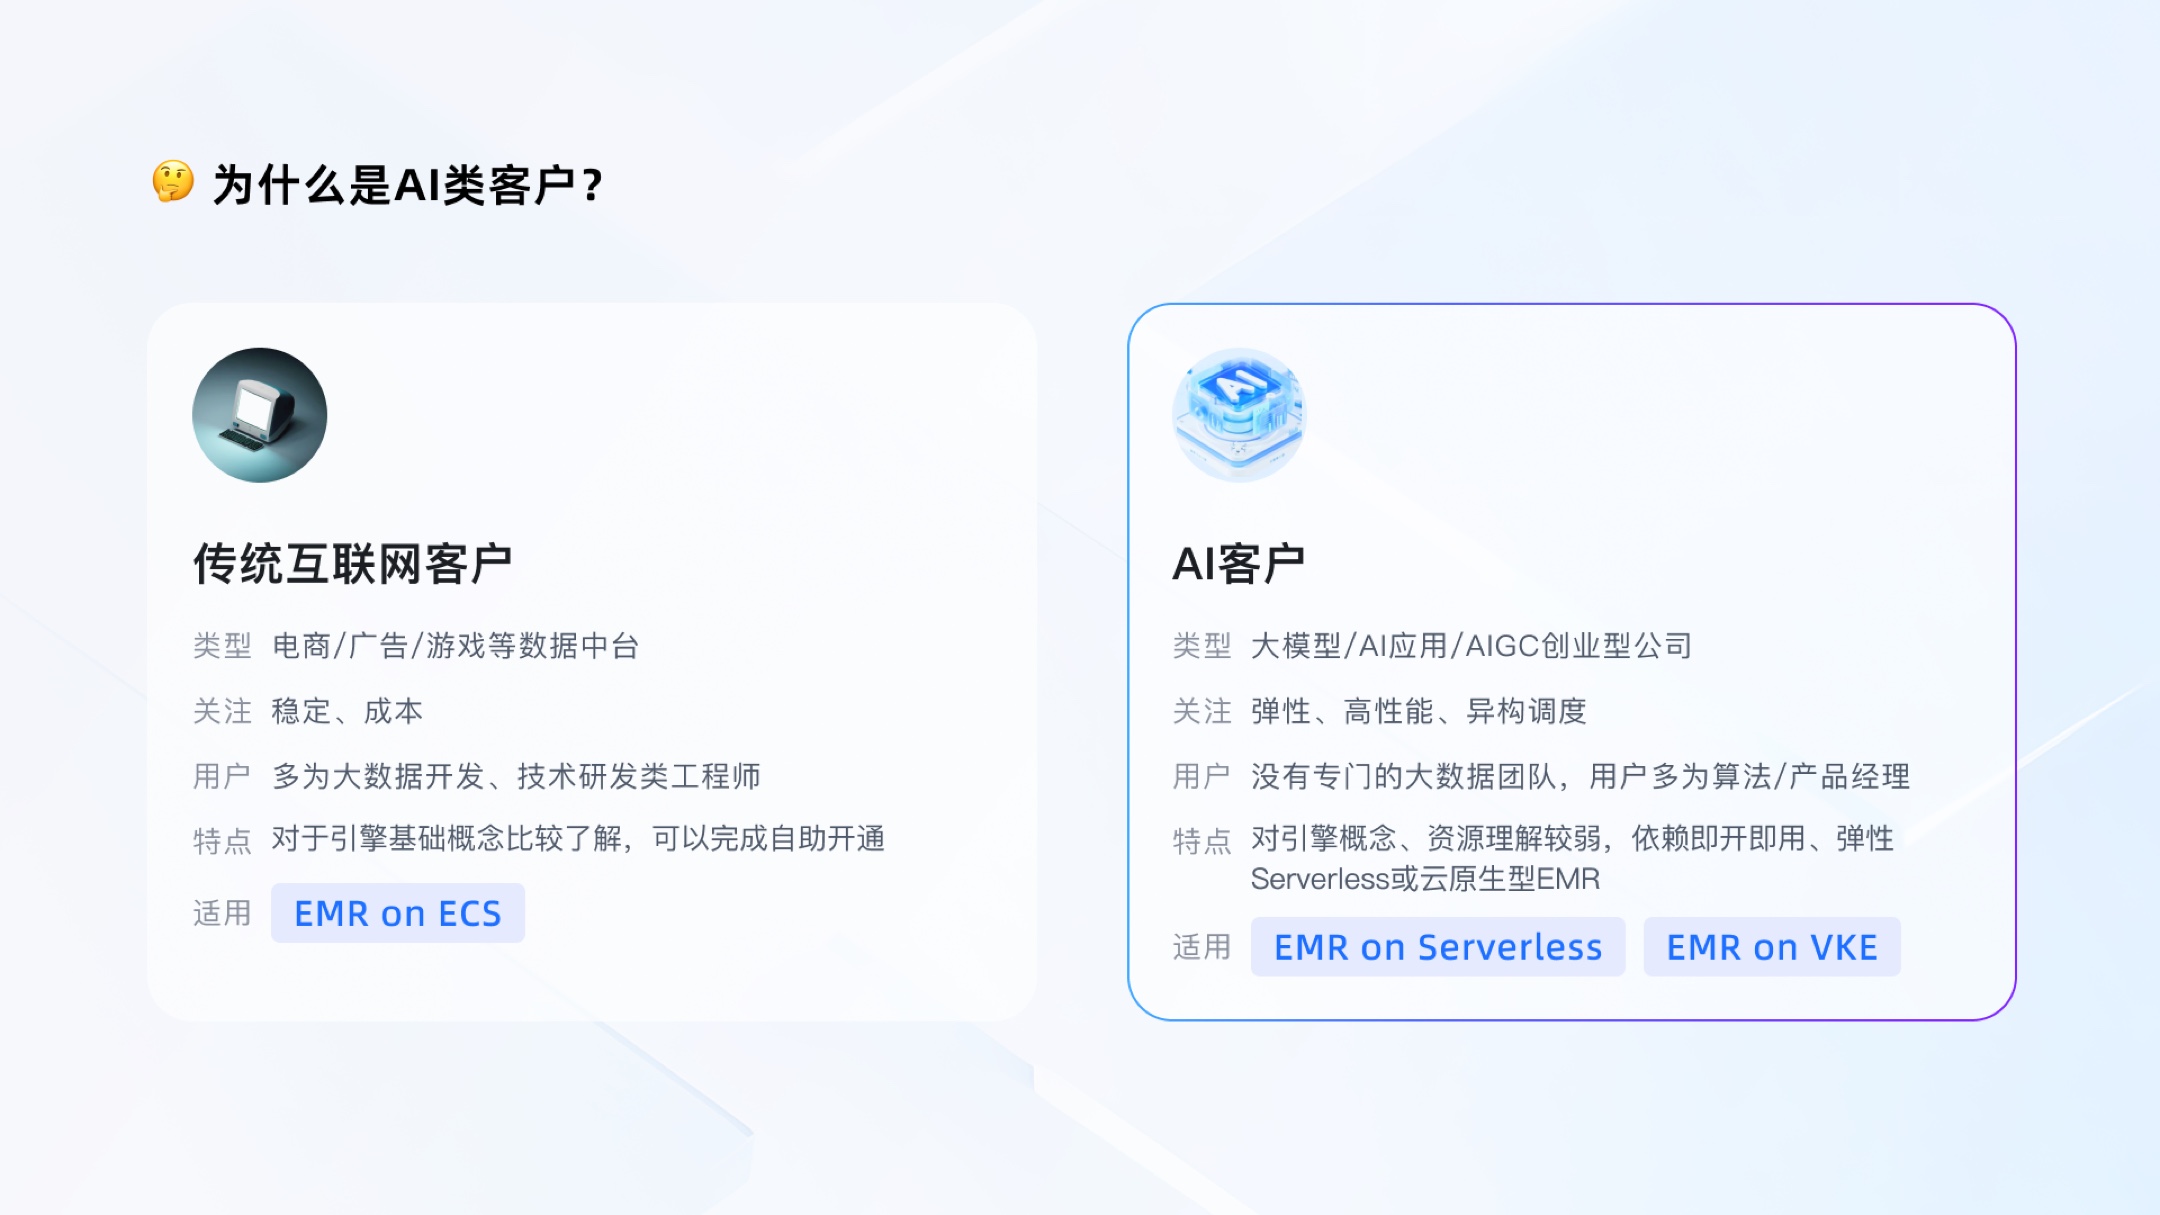 🤔 为什么是AI类客户?
传统互联网客户
类型 电商/广告/游戏等数据中台
关注 稳定、成本
用户 多为大数据开发、技术研发类工程师
特点 对于引擎基础概念比较了解，可以完成自助开通
适用 EMR on ECS
AI
AI客户
类型 大模型/AI应用/AIGC创业型公司
关注 弹性、高性能、异构调度
用户 没有专门的大数据团队，用户多为算法/产品经理
特点 对引擎概念、资源理解较弱，依赖即开即用、弹性
Serverless或云原生型EMR
适用 EMR on Serverless EMR on VKE